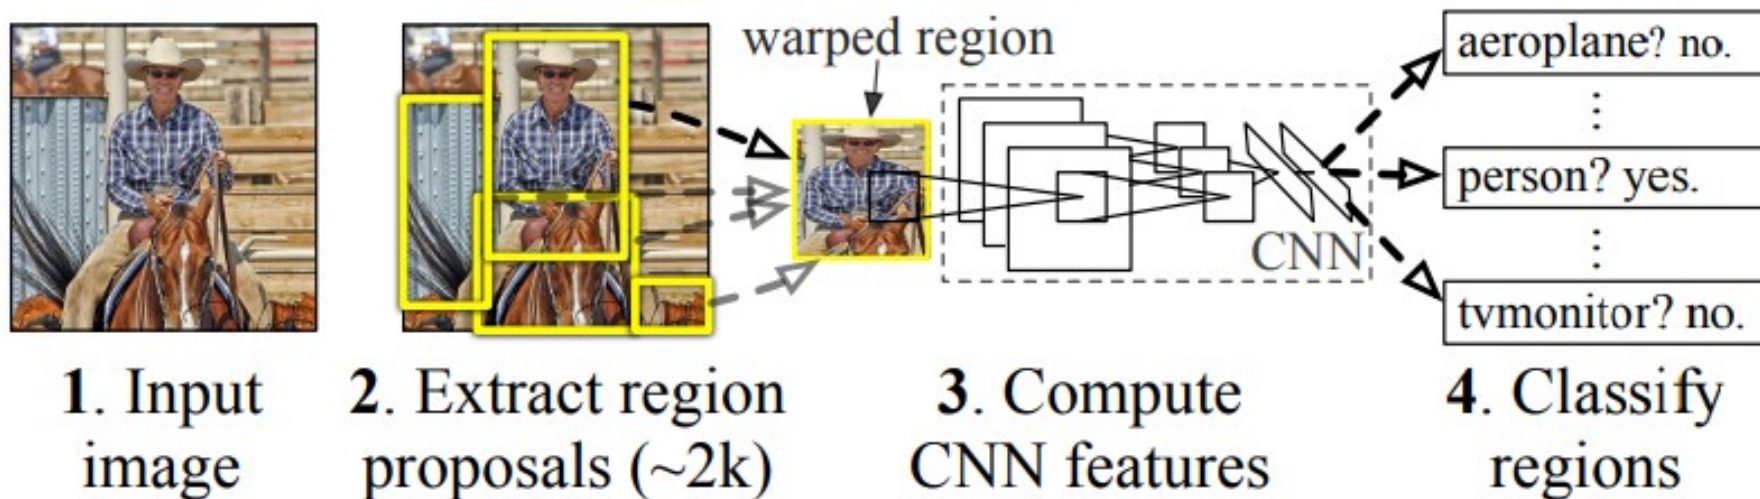 warped region
aeroplane? no.
⋮
person? yes.
⋮
tvmonitor? no.
CNN
1. Input
image
2. Extract region
proposals (~2k)
3. Compute
CNN features
4. Classify
regions